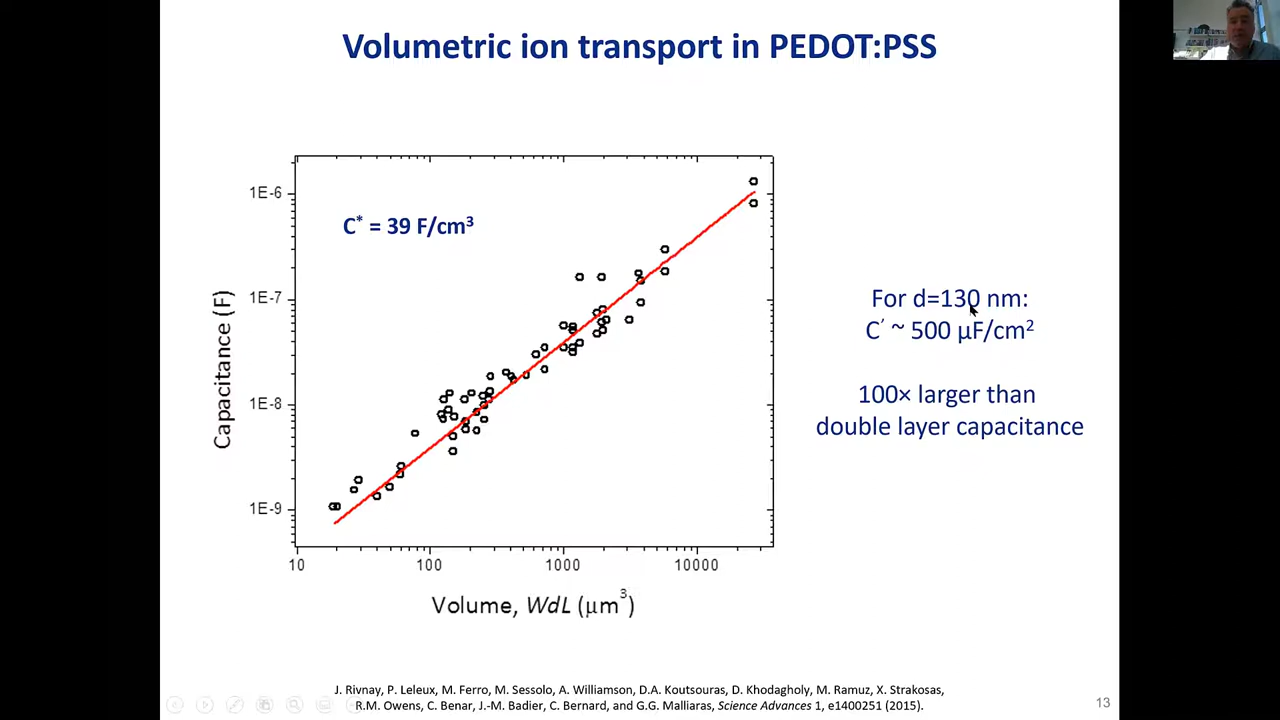 Volumetric ion transport in PEDOT:PSS
1E-6
1E-7
1E-8
1E-9
Capacitance (F)
C* = 39 F/cm³
10
100
1000
10000
Volume, WdL (μm³)
For d=130 nm:
C′ ~ 500 μF/cm²
100× larger than
double layer capacitance
J. Rivnay, P. Leleux, M. Ferro, M. Sessolo, A. Williamson, D.A. Koutsouras, D. Khodagholy, M. Ramuz, X. Strakosas,
R.M. Owens, C. Benar, J.-M. Badier, C. Bernard, and G.G. Malliaras, Science Advances 1, e1400251 (2015).
13